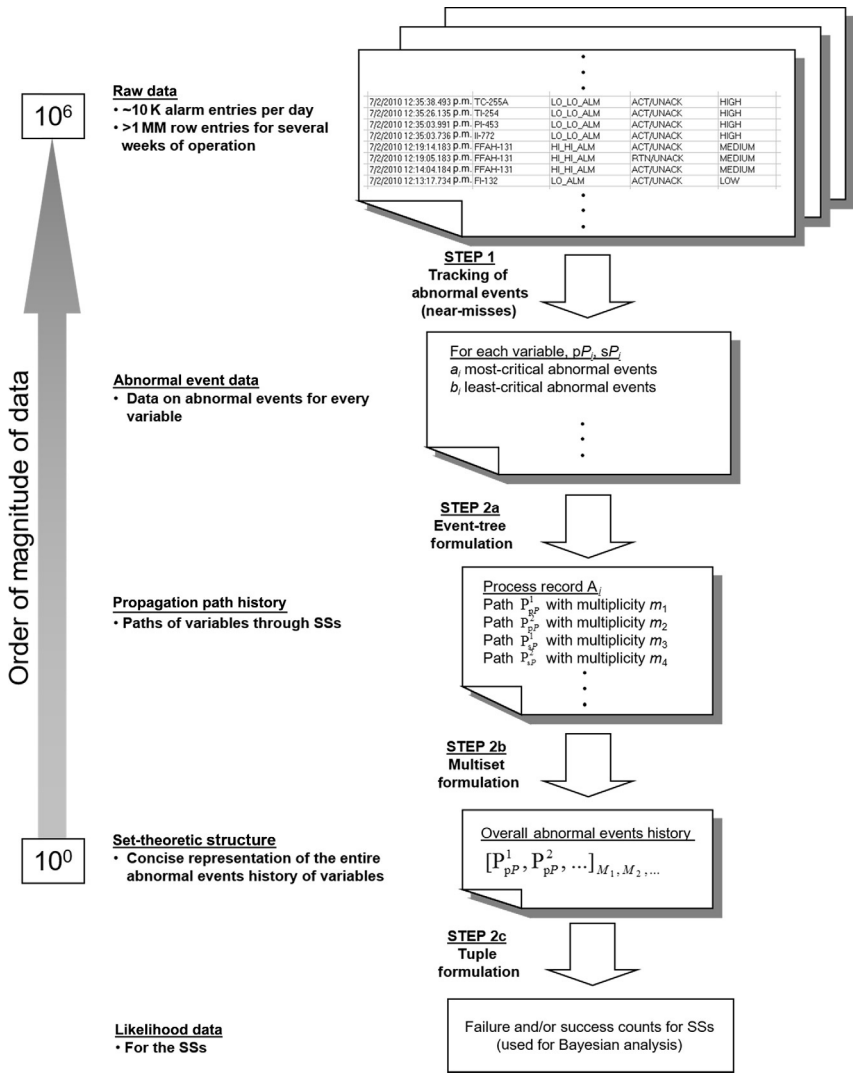 10⁶
Raw data
• ~10 K alarm entries per day
• >1 MM row entries for several
weeks of operation
7/2/2010 12:35:38.493 p.m. TC-255A LO_LO_ALM ACT/UNACK HIGH
7/2/2010 12:35:26.135 p.m. TI-254 LO_LO_ALM ACT/UNACK HIGH
7/2/2010 12:35:03.991 p.m. PI-453 LO_LO_ALM ACT/UNACK HIGH
7/2/2010 12:35:03.736 p.m. II-772 LO_LO_ALM ACT/UNACK HIGH
7/2/2010 12:19:14.183 p.m. FFAH-131 HI_HI_ALM ACT/UNACK MEDIUM
7/2/2010 12:19:05.183 p.m. FFAH-131 HI_HI_ALM RTN/UNACK MEDIUM
7/2/2010 12:14:04.184 p.m. FFAH-131 HI_HI_ALM ACT/UNACK MEDIUM
7/2/2010 12:13:17.734 p.m. FI-132 LO_ALM ACT/UNACK LOW
STEP 1
Tracking of
abnormal events
(near-misses)
Order of magnitude of data
Abnormal event data
• Data on abnormal events for every
variable
For each variable, pPᵢ, sPᵢ
aᵢ most-critical abnormal events
bᵢ least-critical abnormal events
STEP 2a
Event-tree
formulation
Propagation path history
• Paths of variables through SSs
Process record Aᵢ
Path P¹pP with multiplicity m₁
Path P²pP with multiplicity m₂
Path P¹sP with multiplicity m₃
Path P²sP with multiplicity m₄
STEP 2b
Multiset
formulation
10⁰
Set-theoretic structure
• Concise representation of the entire
abnormal events history of variables
Overall abnormal events history
[P¹pP, P²pP, ...]M₁, M₂, ...
STEP 2c
Tuple
formulation
Likelihood data
• For the SSs
Failure and/or success counts for SSs
(used for Bayesian analysis)